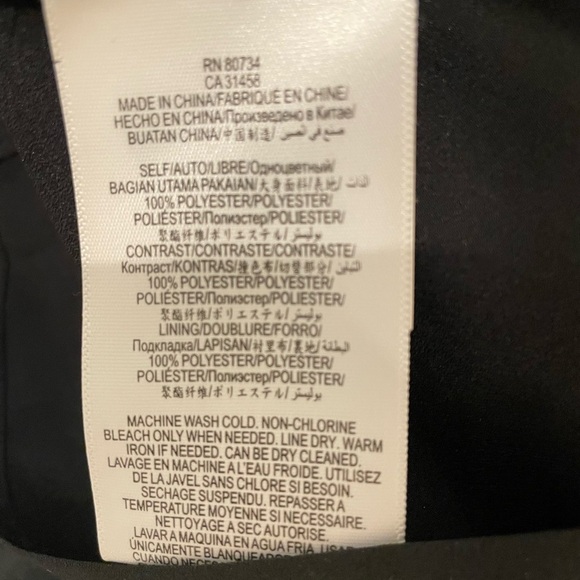 RN 80734
CA 31458
MADE IN CHINA/FABRIQUÉ EN CHINE/
HECHO EN CHINA/Произведено в Китае/
BUATAN CHINA/中国制造/ صنع في الصين
SELF/AUTO/LIBRE/Одноцветный/
BAGIAN UTAMA PAKAIAN/大身面料/表地/ الذات
100% POLYESTER/POLYESTER/
POLIÉSTER/Полиэстер/POLIESTER/
聚酯纤维/ポリエステル/ بوليستر
CONTRAST/CONTRASTE/CONTRASTE/
Контраст/KONTRAS/撞色布/切替部分/ التباين
100% POLYESTER/POLYESTER/
POLIÉSTER/Полиэстер/POLIESTER/
聚酯纤维/ポリエステル/ بوليستر
LINING/DOUBLURE/FORRO/
Подкладка/LAPISAN/衬里布/裏地/ البطانة
100% POLYESTER/POLYESTER/
POLIÉSTER/Полиэстер/POLIESTER/
聚酯纤维/ポリエステル/ بوليستر
MACHINE WASH COLD. NON-CHLORINE
BLEACH ONLY WHEN NEEDED. LINE DRY. WARM
IRON IF NEEDED. CAN BE DRY CLEANED.
LAVAGE EN MACHINE A L'EAU FROIDE. UTILISEZ
DE LA JAVEL SANS CHLORE SI BESOIN.
SECHAGE SUSPENDU. REPASSER A
TEMPERATURE MOYENNE SI NECESSAIRE.
NETTOYAGE A SEC AUTORISE.
LAVAR A MAQUINA EN AGUA FRIA. USAR
ÚNICAMENTE BLANQUEADOR
CUANDO